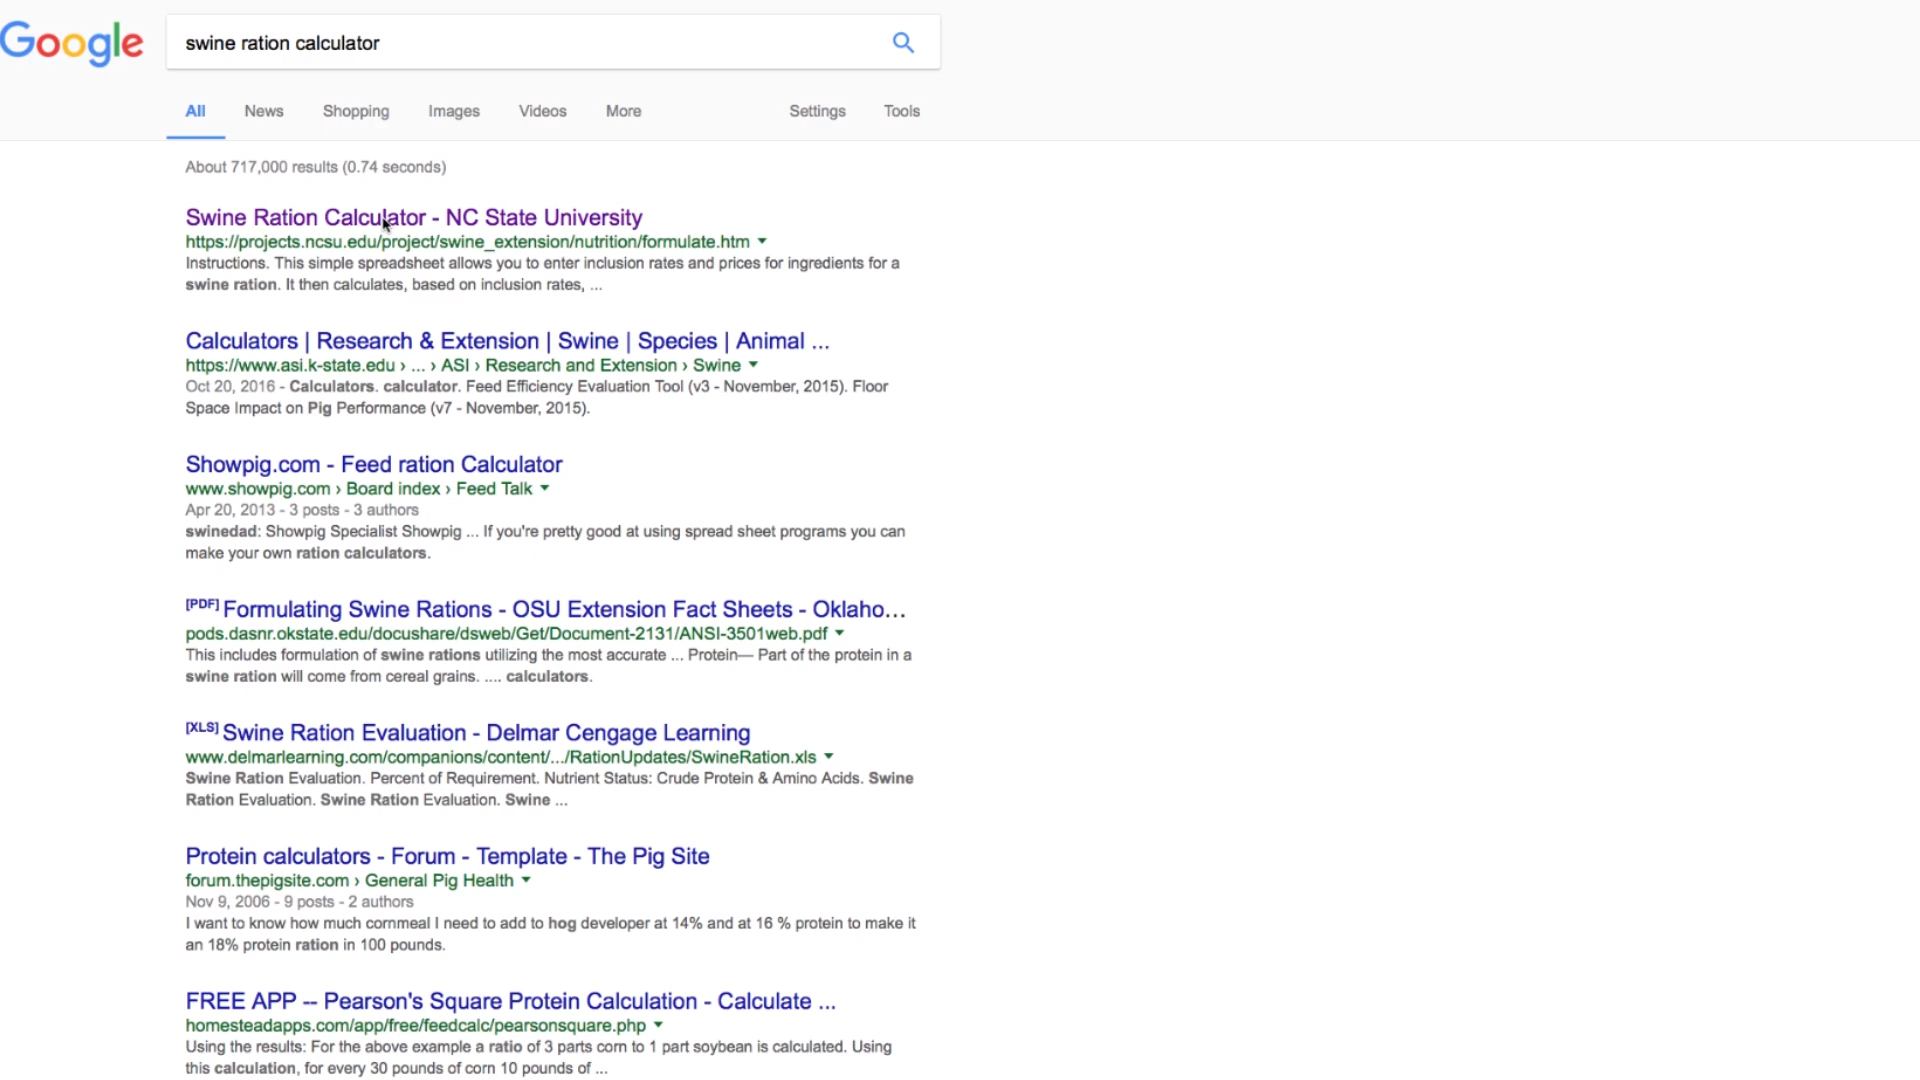 Google
swine ration calculator
All News Shopping Images Videos More Settings Tools
About 717,000 results (0.74 seconds)
Swine Ration Calculator - NC State University
https://projects.ncsu.edu/project/swine_extension/nutrition/formulate.htm
Instructions. This simple spreadsheet allows you to enter inclusion rates and prices for ingredients for a
swine ration. It then calculates, based on inclusion rates, ...
Calculators | Research & Extension | Swine | Species | Animal ...
https://www.asi.k-state.edu › ... › ASI › Research and Extension › Swine
Oct 20, 2016 - Calculators. calculator. Feed Efficiency Evaluation Tool (v3 - November, 2015). Floor
Space Impact on Pig Performance (v7 - November, 2015).
Showpig.com - Feed ration Calculator
www.showpig.com › Board index › Feed Talk
Apr 20, 2013 - 3 posts - 3 authors
swinedad: Showpig Specialist Showpig ... If you're pretty good at using spread sheet programs you can
make your own ration calculators.
[PDF] Formulating Swine Rations - OSU Extension Fact Sheets - Oklaho...
pods.dasnr.okstate.edu/docushare/dsweb/Get/Document-2131/ANSI-3501web.pdf
This includes formulation of swine rations utilizing the most accurate ... Protein— Part of the protein in a
swine ration will come from cereal grains. .... calculators.
[XLS] Swine Ration Evaluation - Delmar Cengage Learning
www.delmarlearning.com/companions/content/.../RationUpdates/SwineRation.xls
Swine Ration Evaluation. Percent of Requirement. Nutrient Status: Crude Protein & Amino Acids. Swine
Ration Evaluation. Swine Ration Evaluation. Swine ...
Protein calculators - Forum - Template - The Pig Site
forum.thepigsite.com › General Pig Health
Nov 9, 2006 - 9 posts - 2 authors
I want to know how much cornmeal I need to add to hog developer at 14% and at 16 % protein to make it
an 18% protein ration in 100 pounds.
FREE APP -- Pearson's Square Protein Calculation - Calculate ...
homesteadapps.com/app/free/feedcalc/pearsonsquare.php
Using the results: For the above example a ratio of 3 parts corn to 1 part soybean is calculated. Using
this calculation, for every 30 pounds of corn 10 pounds of ...